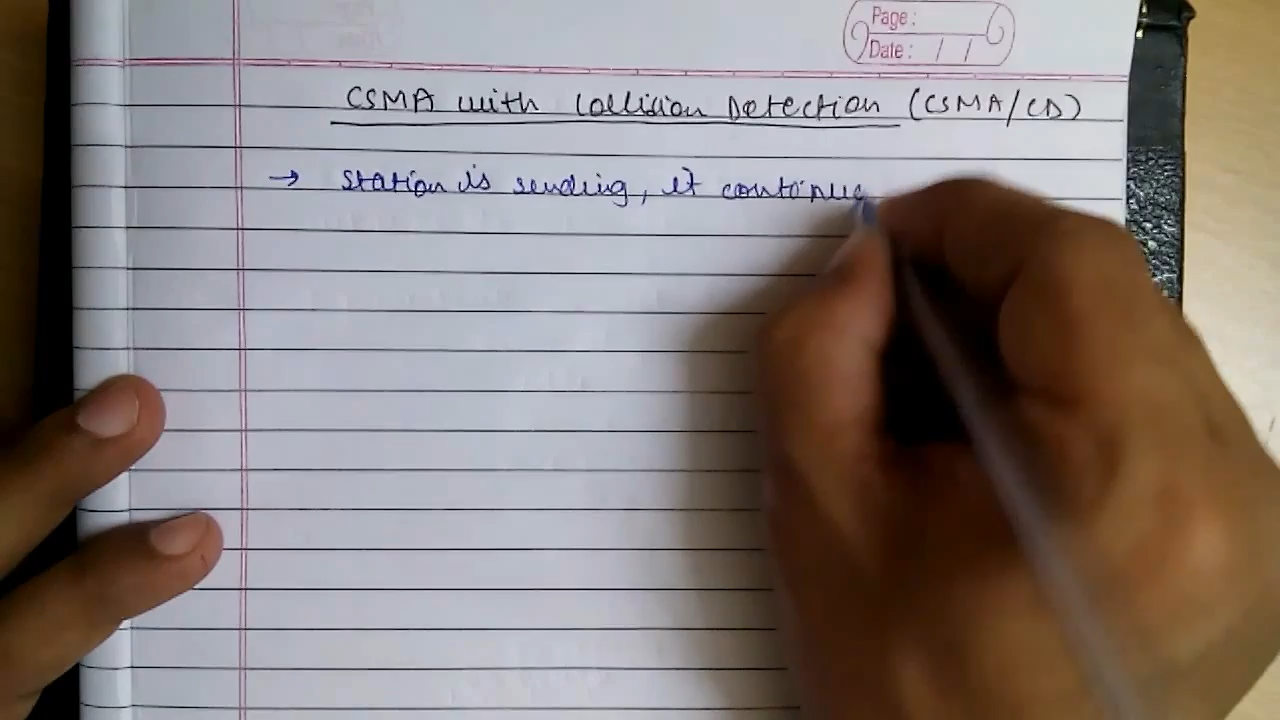 Page :
Date : / /
CSMA with Collision Detection (CSMA/CD)
→ Station is sending, it continue